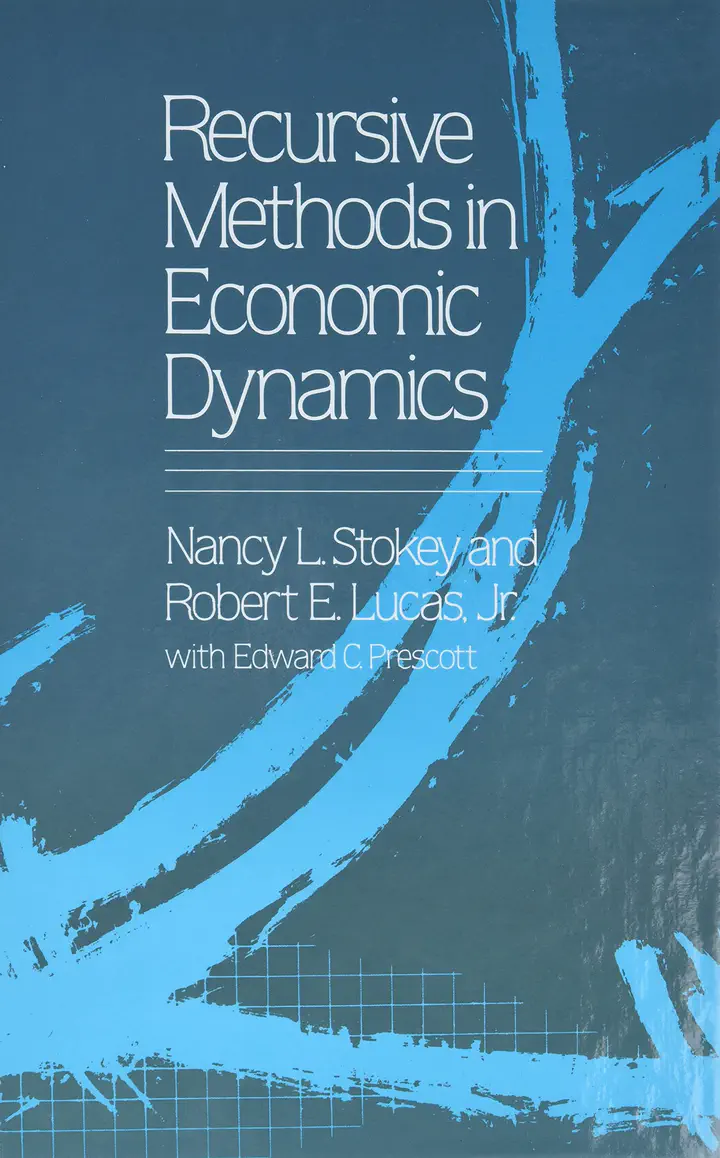 Recursive
Methods in
Economic
Dynamics
Nancy L. Stokey and
Robert E. Lucas, Jr.
with Edward C. Prescott